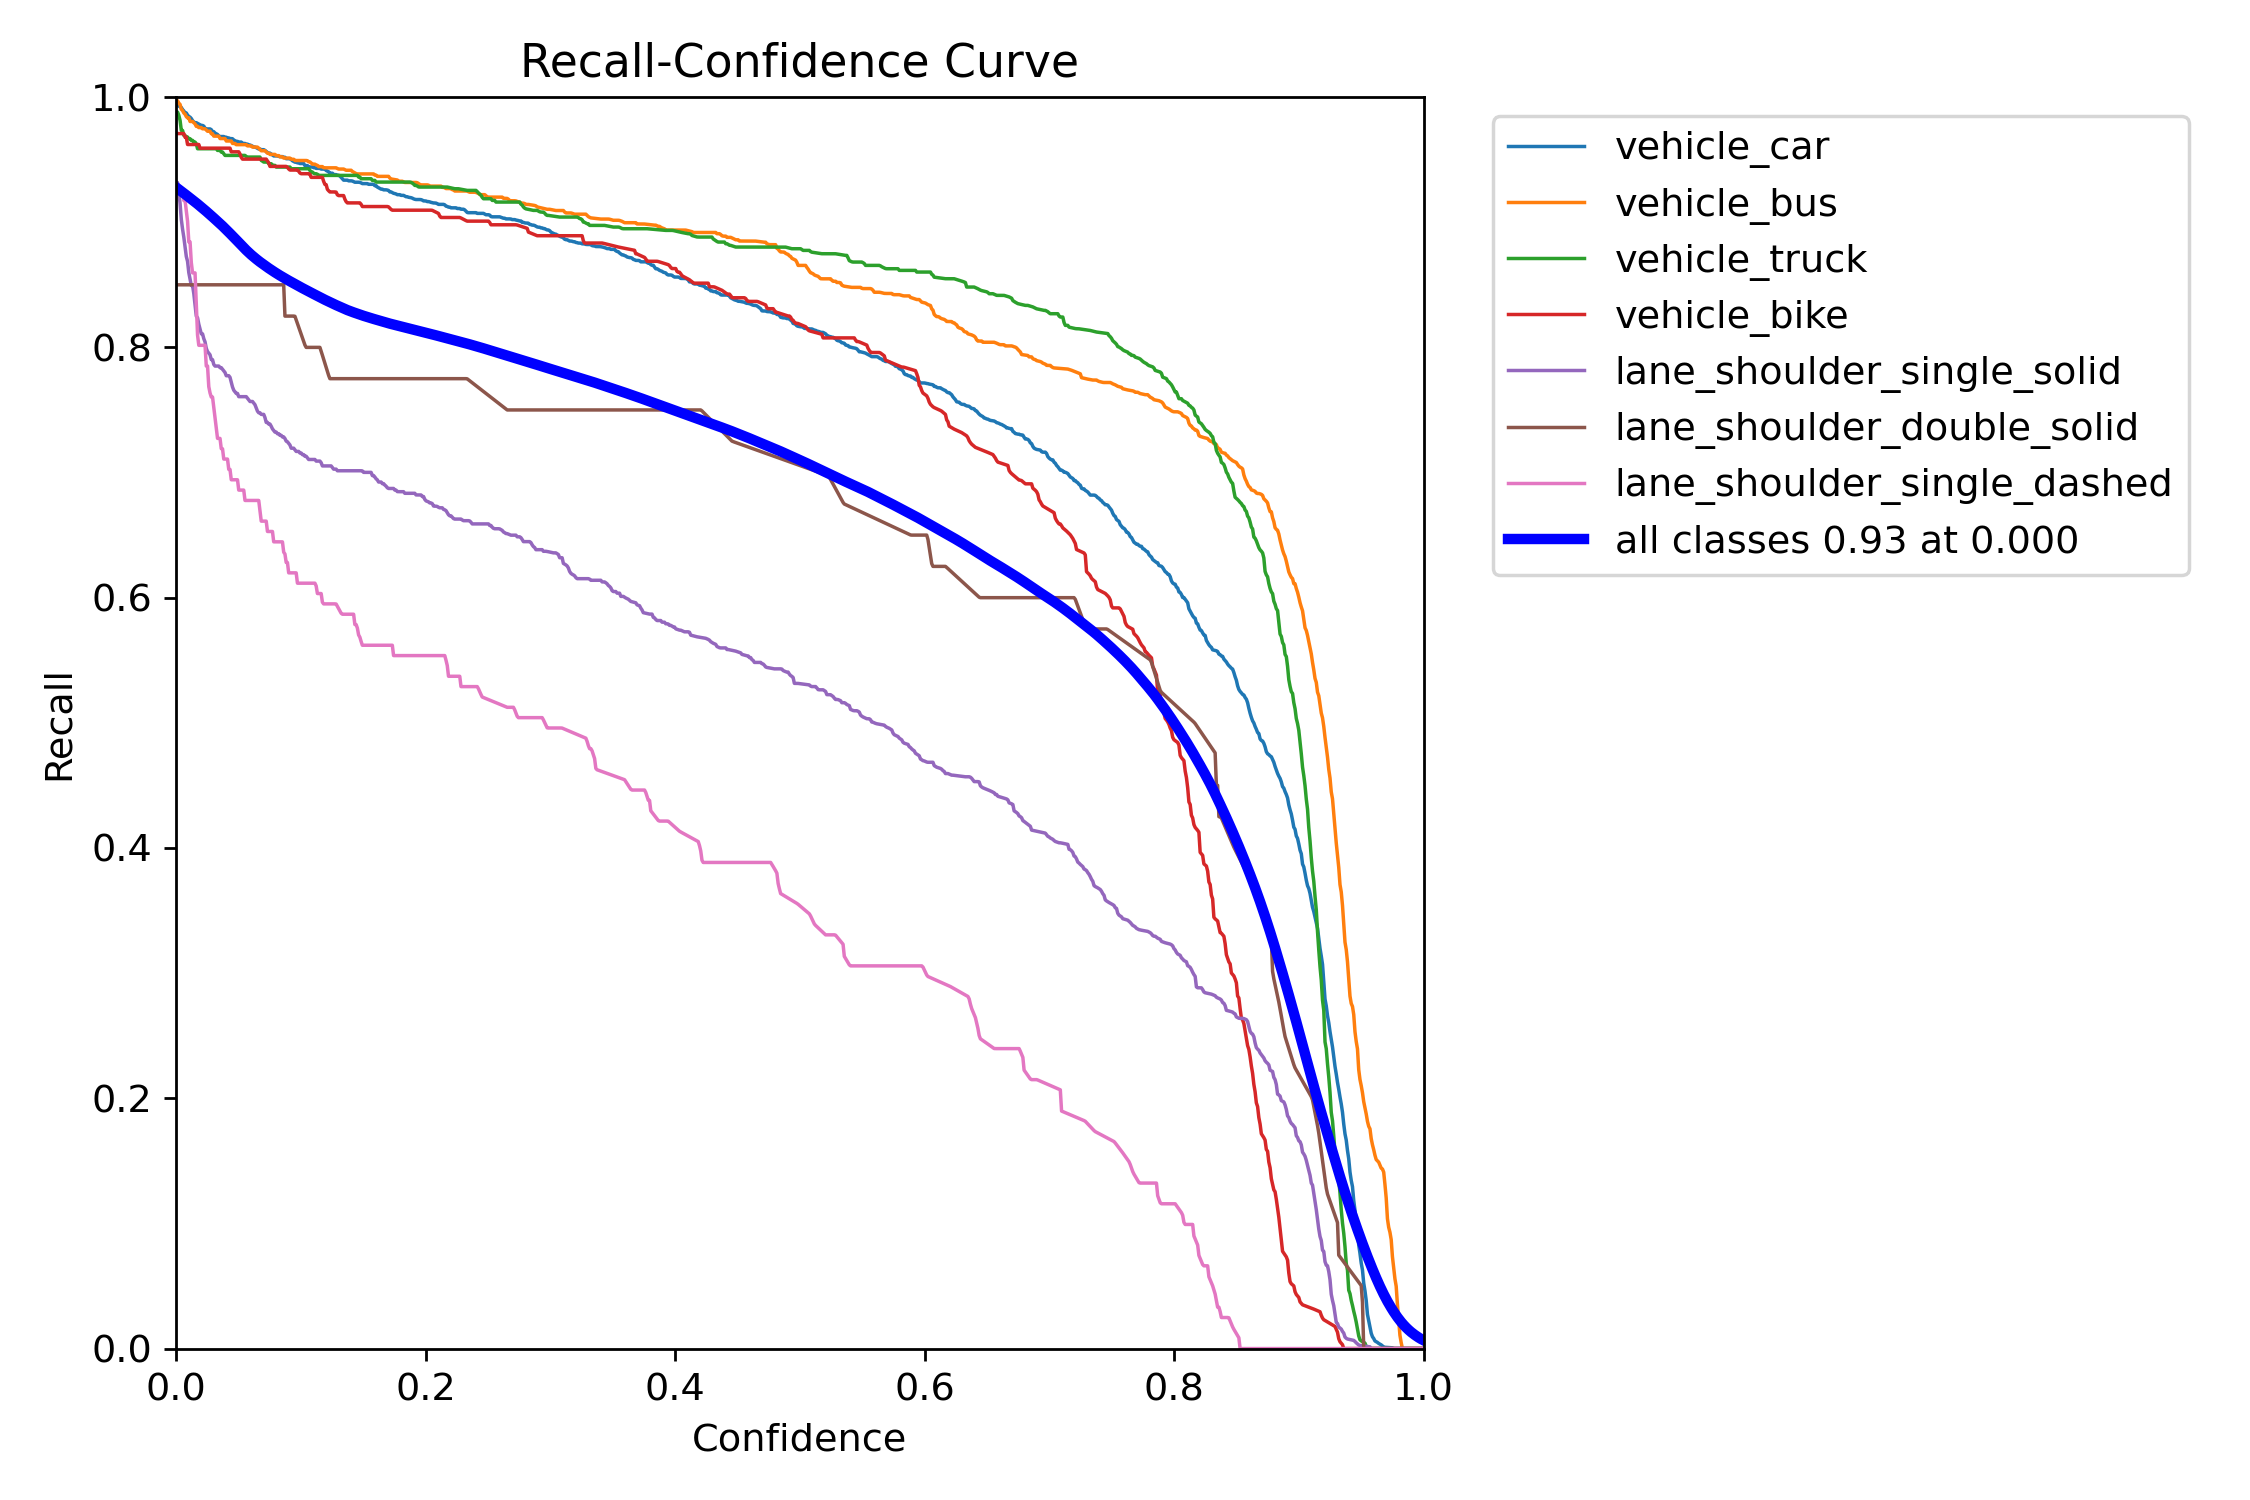 Recall-Confidence Curve
1.0
0.8
0.6
0.4
0.2
0.0
Recall
0.0 0.2 0.4 0.6 0.8 1.0
Confidence
vehicle_car
vehicle_bus
vehicle_truck
vehicle_bike
lane_shoulder_single_solid
lane_shoulder_double_solid
lane_shoulder_single_dashed
all classes 0.93 at 0.000